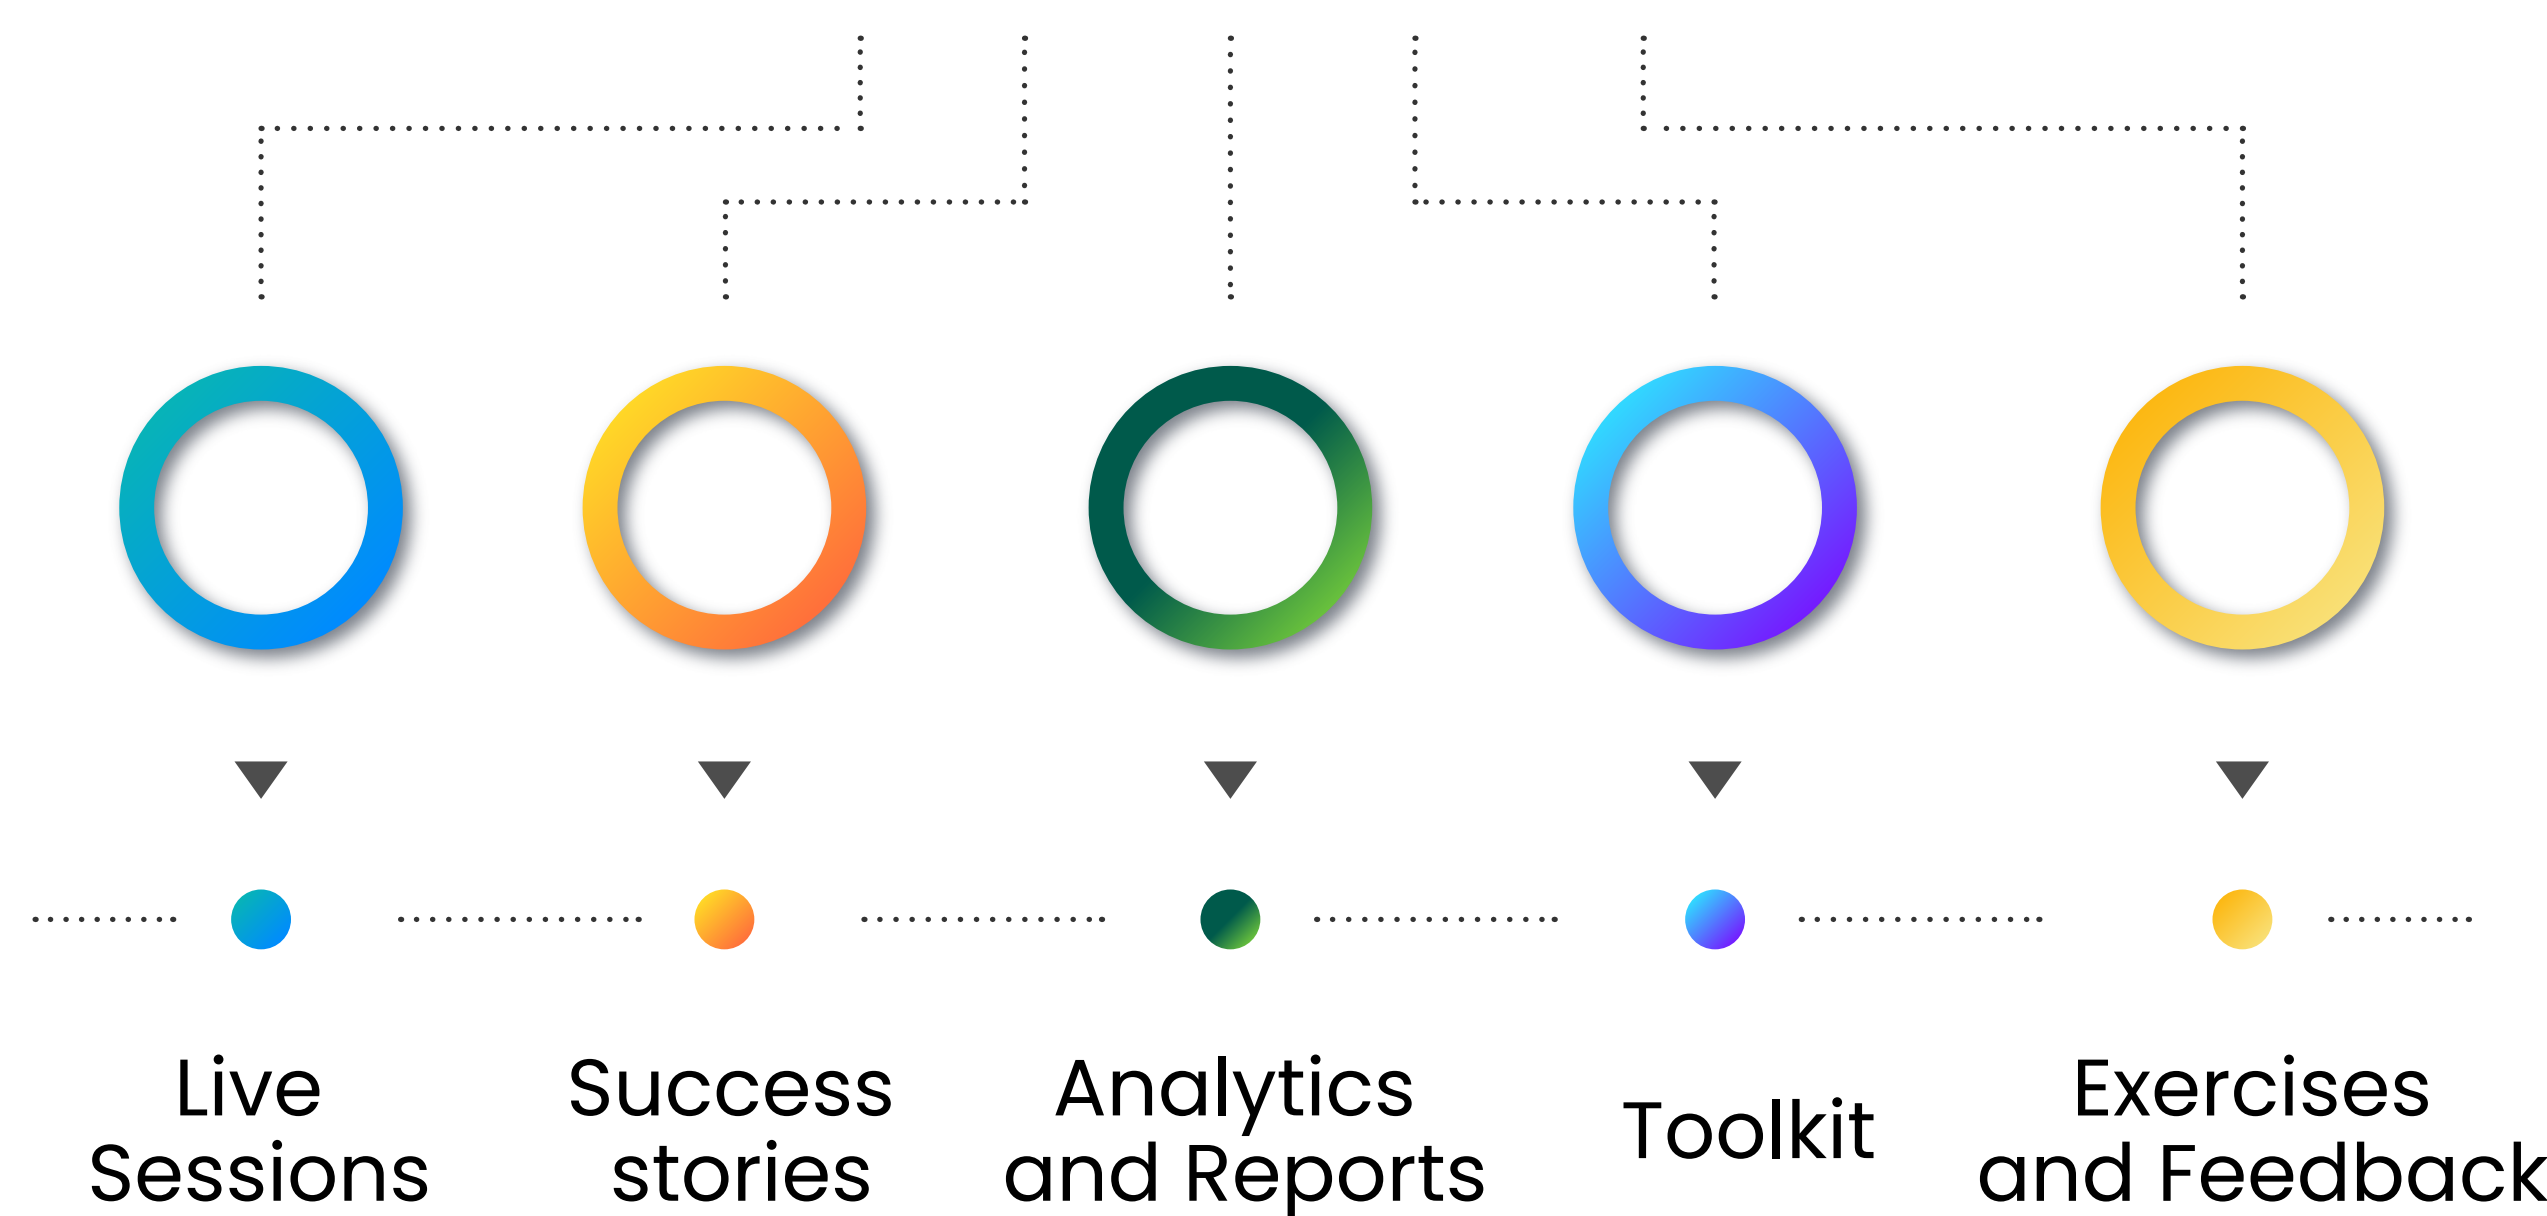 Live
Sessions
Success
stories
Analytics
and Reports
Toolkit
Exercises
and Feedback